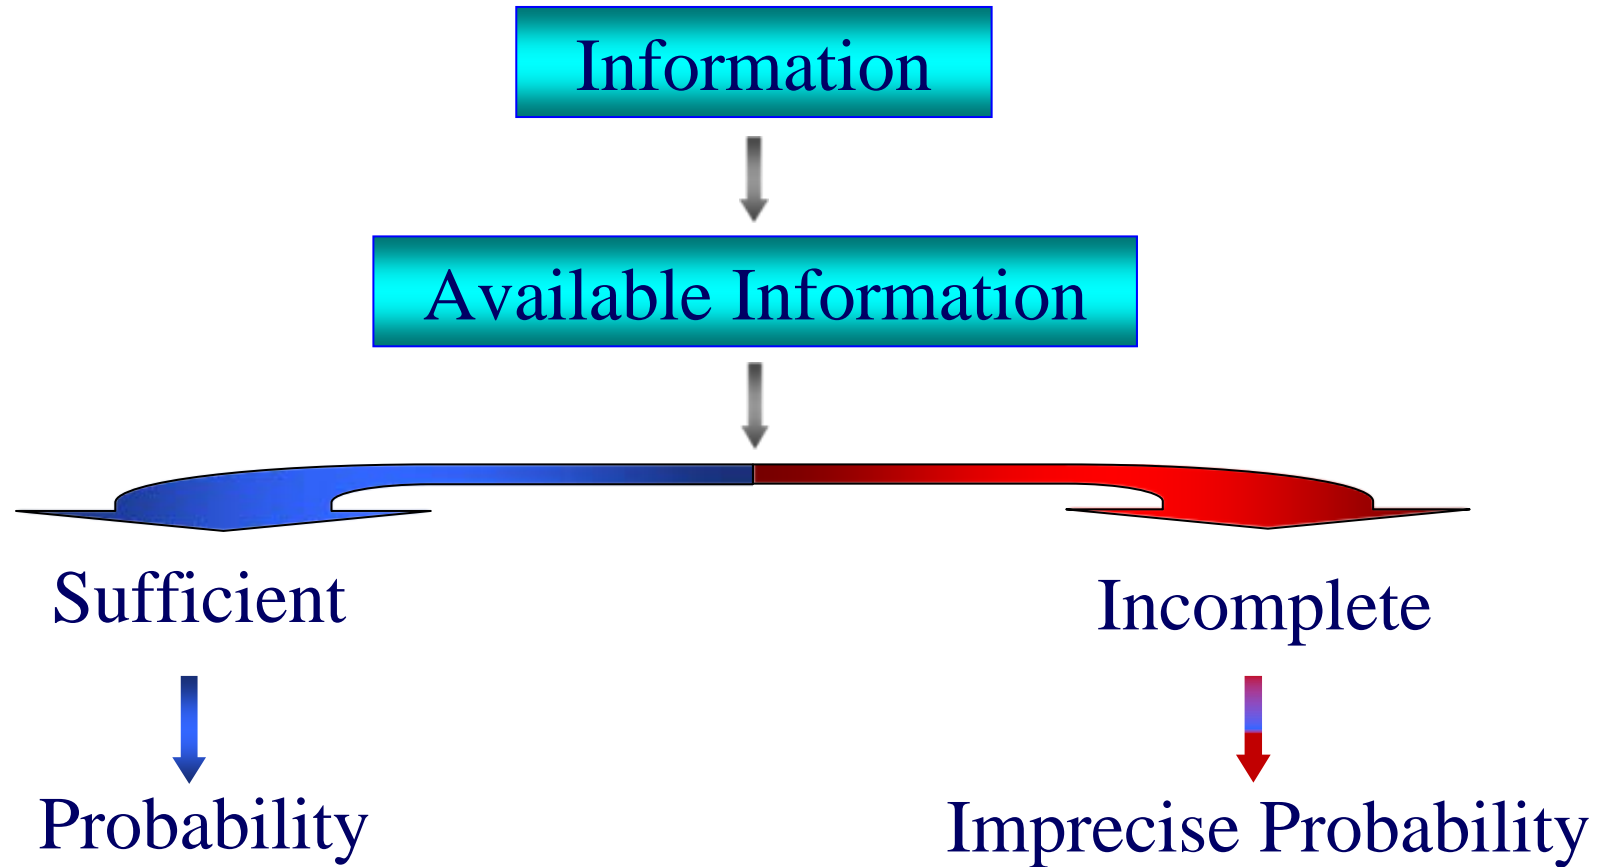 Information
Available Information
Sufficient
Incomplete
Probability
Imprecise Probability